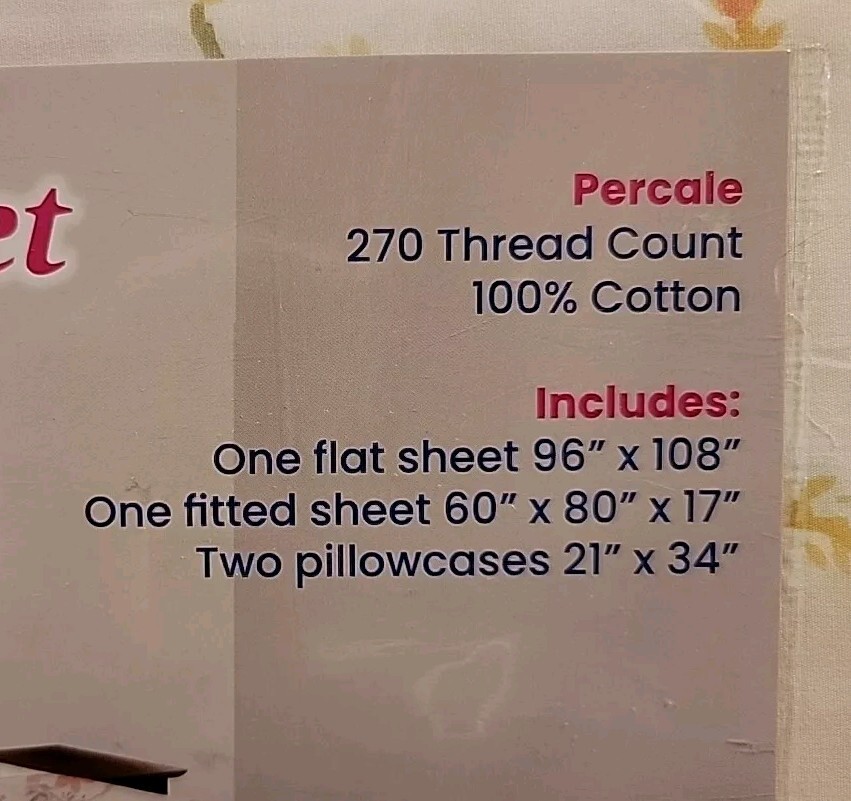 et
Percale
270 Thread Count
100% Cotton
Includes:
One flat sheet 96” x 108”
One fitted sheet 60” x 80” x 17”
Two pillowcases 21” x 34”